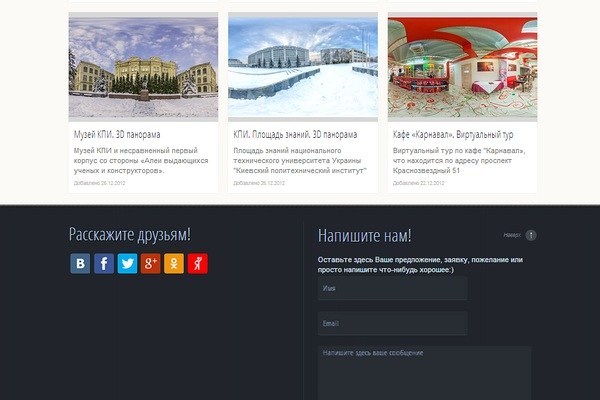 Музей КПИ. 3D панорама
Музей КПИ и несравненный первый
корпус со стороны «Алеи выдающихся
ученых и конструкторов».
Добавлено 26.12.2012
КПИ. Площадь знаний. 3D панорама
Площадь знаний национального
технического университета Украины
"Киевский политехнический институт"
Добавлено 26.12.2012
Кафе «Карнавал». Виртуальный тур
Виртуальный тур по кафе "Карнавал",
что находится по адресу проспект
Краснозвездный 51
Добавлено 22.12.2012
Расскажите друзьям!
Напишите нам!
Наверх
Оставьте здесь Ваше предложение, заявку, пожелание или
просто напишите что-нибудь хорошее:)
Имя
Email
Напишите здесь ваше сообщение